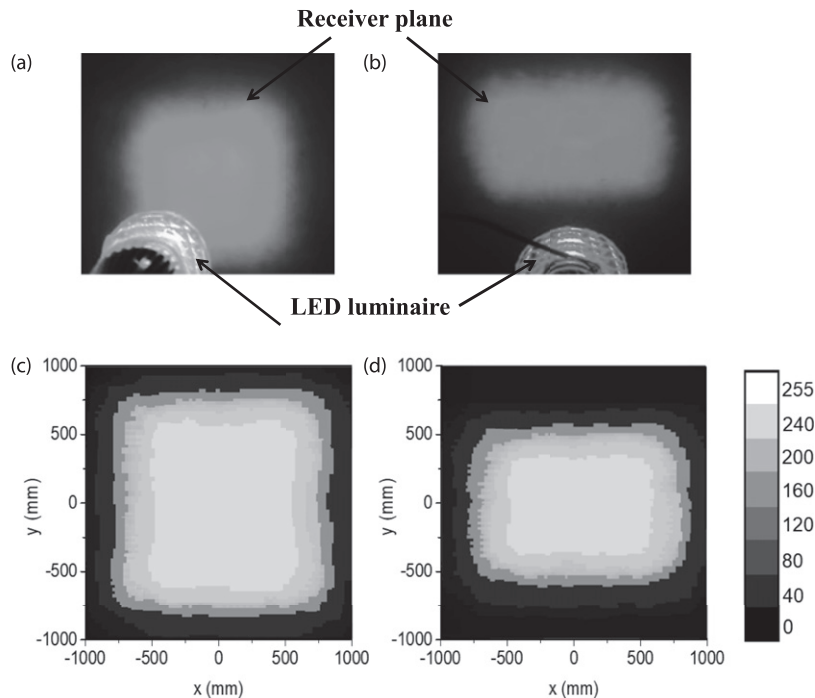 Receiver plane
(a)
(b)
LED luminaire
(c)
(d)
1000
500
0
-500
-1000
y (mm)
-1000 -500 0 500 1000
x (mm)
1000
500
0
-500
-1000
y (mm)
-1000 -500 0 500 1000
x (mm)
255
240
200
160
120
80
40
0